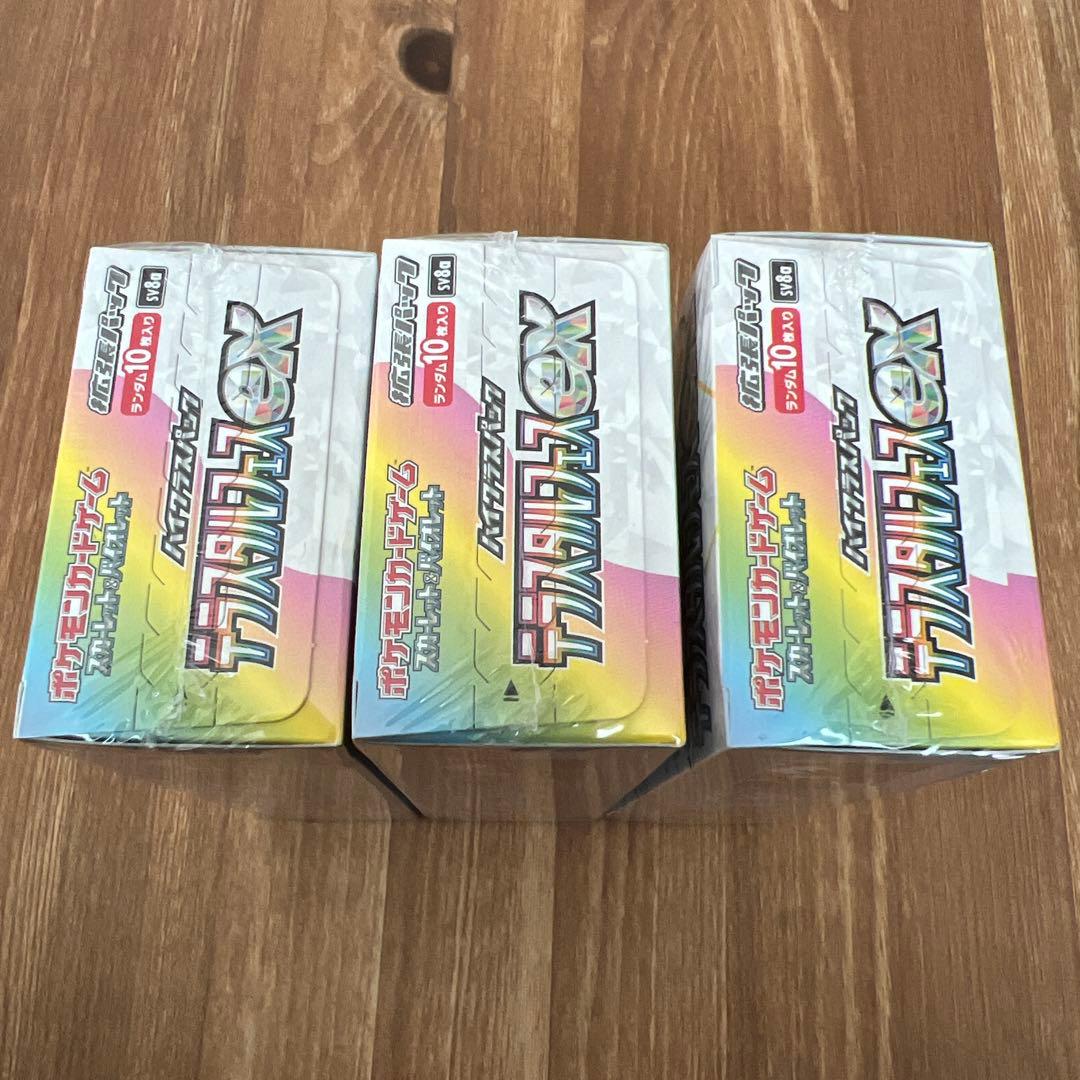 拡張パック sv8a
ランダム10枚入り
ポケモンカードゲーム
スカーレット&バイオレット
ハイクラスパック
テラスタルフェスex
拡張パック sv8a
ランダム10枚入り
ポケモンカードゲーム
スカーレット&バイオレット
ハイクラスパック
テラスタルフェスex
拡張パック sv8a
ランダム10枚入り
ポケモンカードゲーム
スカーレット&バイオレット
ハイクラスパック
テラスタルフェスex